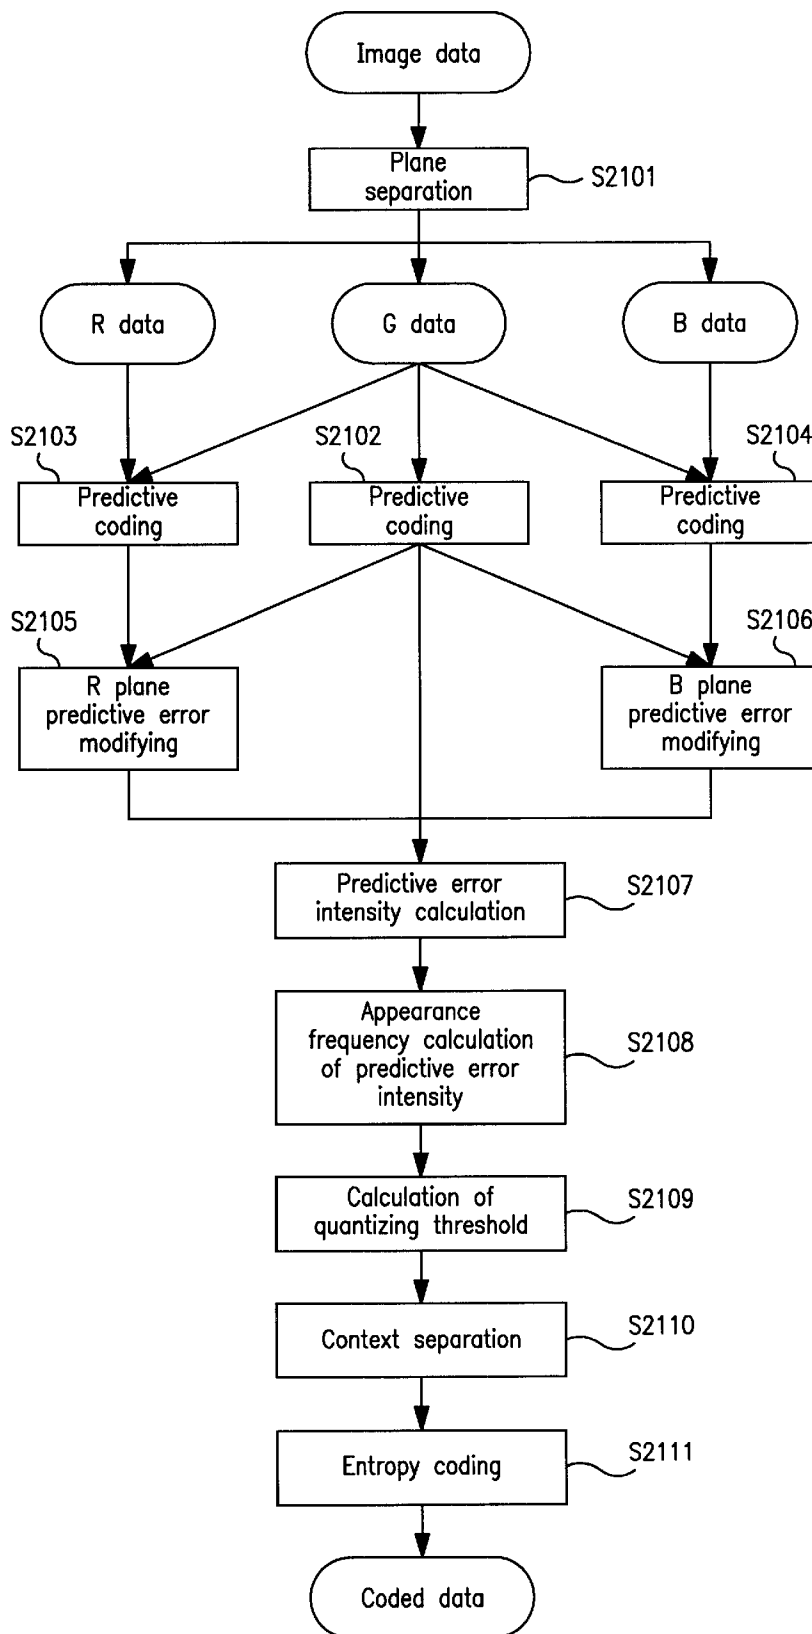 Image data
Plane
separation
S2101
R data
G data
B data
S2103
S2102
S2104
Predictive
coding
Predictive
coding
Predictive
coding
S2105
S2106
R plane
predictive error
modifying
B plane
predictive error
modifying
Predictive error
intensity calculation
S2107
Appearance
frequency calculation
of predictive error
intensity
S2108
Calculation of
quantizing threshold
S2109
Context separation
S2110
Entropy coding
S2111
Coded data